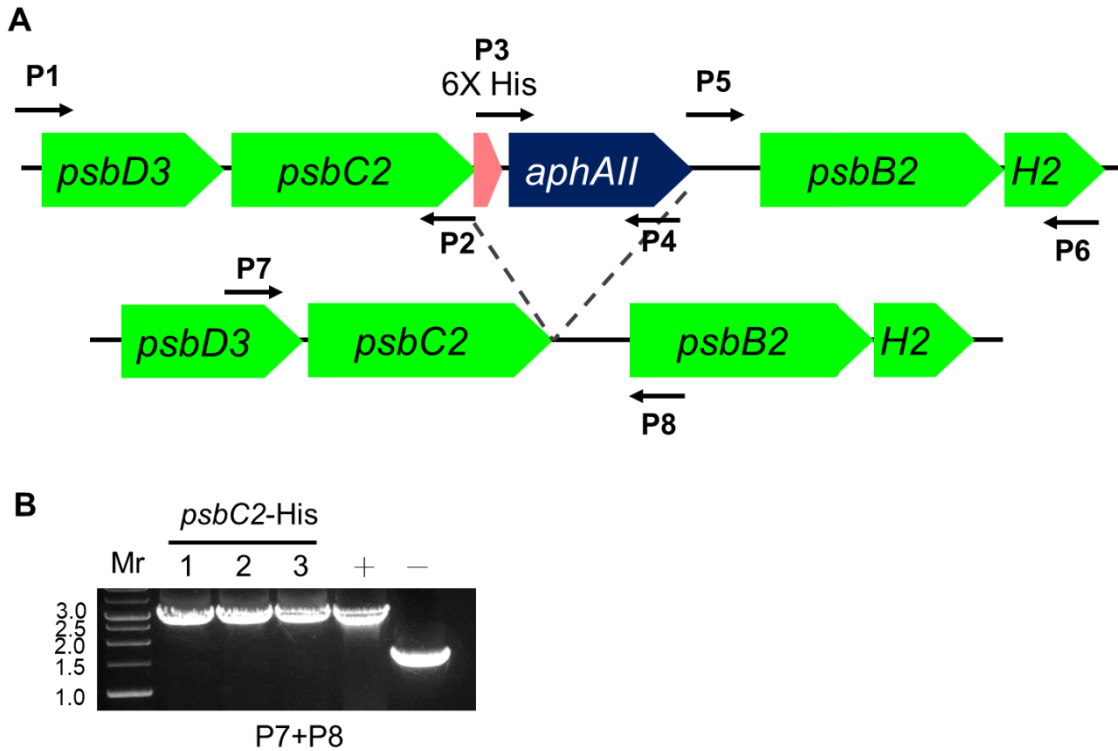 A
P1
P3
6X His
P5
psbD3 psbC2 aphAII psbB2 H2
P2 P4 P6
P7
psbD3 psbC2 psbB2 H2
P8
B
psbC2-His
Mr 1 2 3 + −
3.0
2.5
2.0
1.5
1.0
P7+P8